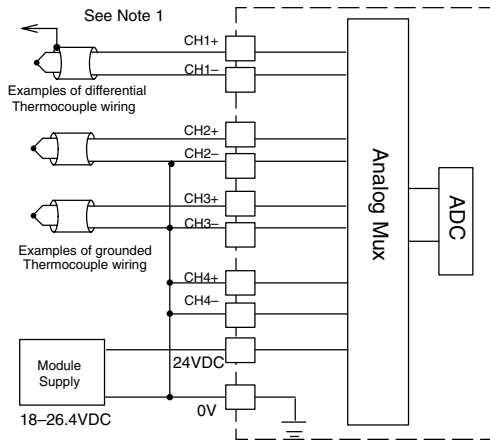 See Note 1
CH1+
CH1–
Examples of differential
Thermocouple wiring
CH2+
CH2–
CH3+
CH3–
Examples of grounded
Thermocouple wiring
CH4+
CH4–
Analog Mux
ADC
Module
Supply
24VDC
0V
18–26.4VDC